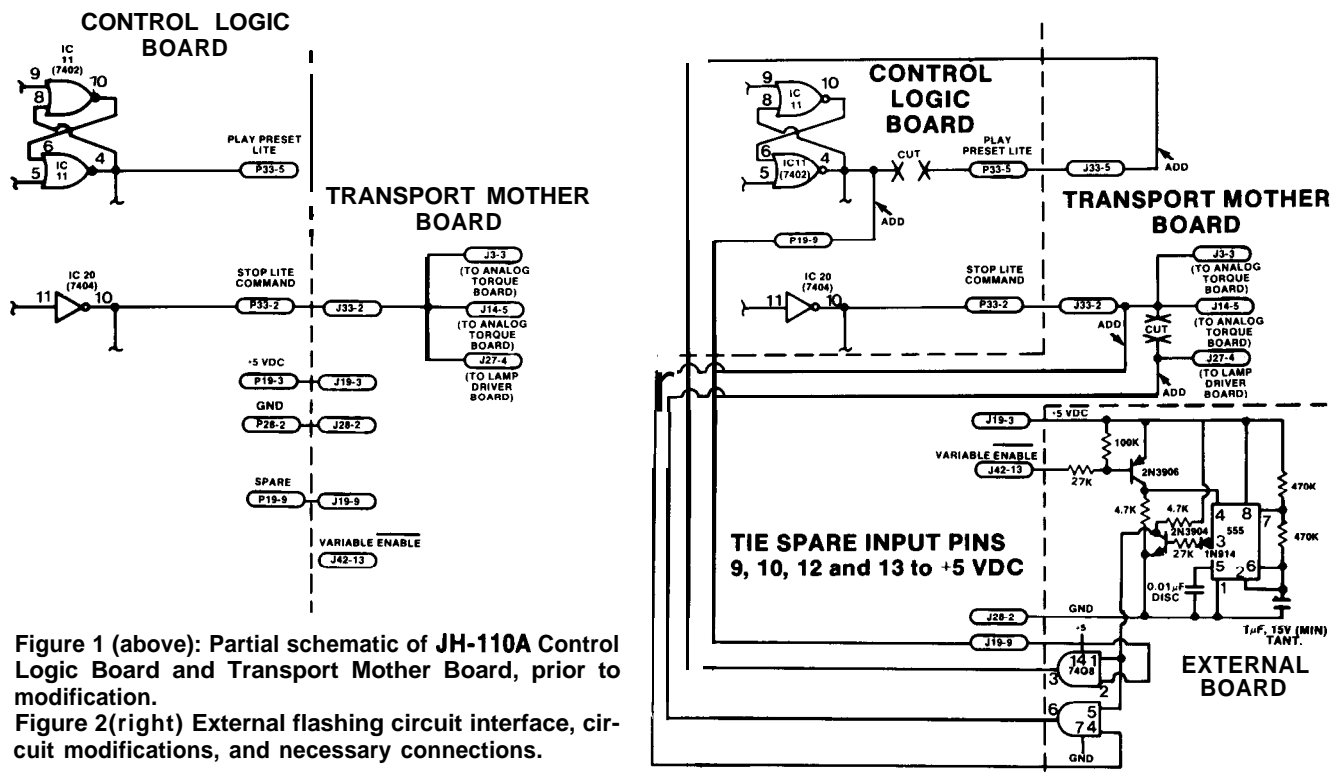 CONTROL LOGIC
BOARD
IC
11
(7402)
9
10
8
6
4
IC
11
5
PLAY PRESET
LITE
P33-5
TRANSPORT MOTHER
BOARD
IC 20
(7404)
11
10
STOP LITE
COMMAND
P33-2
J33-2
J3-3
(TO ANALOG
TORQUE
BOARD)
J14-5
(TO ANALOG
TORQUE
BOARD)
J27-4
(TO LAMP
DRIVER
BOARD)
+5 VDC
P19-3
J19-3
GND
P28-2
J28-2
SPARE
P19-9
J19-9
VARIABLE ENABLE
J42-13
Figure 1 (above): Partial schematic of JH-110A Control
Logic Board and Transport Mother Board, prior to
modification.
Figure 2(right) External flashing circuit interface, cir-
cuit modifications, and necessary connections.
CONTROL
LOGIC
BOARD
9
10
IC
11
8
6
IC11
(7402)
4
5
CUT
PLAY
PRESET LITE
P33-5
J33-5
ADD
ADD
P19-9
TRANSPORT MOTHER
BOARD
IC 20
(7404)
11
10
STOP LITE
COMMAND
P33-2
J33-2
ADD
J3-3
(TO ANALOG
TORQUE
BOARD)
J14-5
(TO ANALOG
TORQUE
BOARD)
CUT
J27-4
(TO LAMP
DRIVER
BOARD)
ADD
J19-3
+5 VDC
VARIABLE ENABLE
J42-13
100K
27K
2N3906
4.7K
4.7K
2N3904
27K
1N914
4
8
7
3
555
5
2
6
1
470K
470K
0.01µF
DISC
1µF, 15V (MIN)
TANT.
TIE SPARE INPUT PINS
9, 10, 12 and 13 to +5 VDC
J28-2
GND
J19-9
+5
14
1
7408
3
2
6
5
7
4
GND
EXTERNAL
BOARD